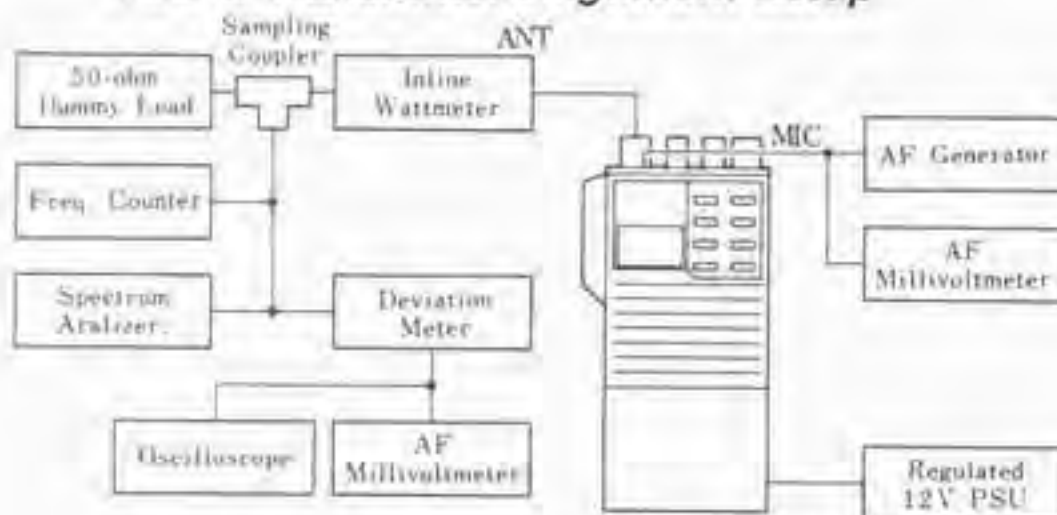 Sampling
Coupler
ANT
50-ohm
Dummy Load
Inline
Wattmeter
MIC
AF Generator
Freq. Counter
AF
Millivoltmeter
Spectrum
Aralizer.
Deviation
Meter
Oscilloscope
AF
Millivoltmeter
Regulated
12V PSU